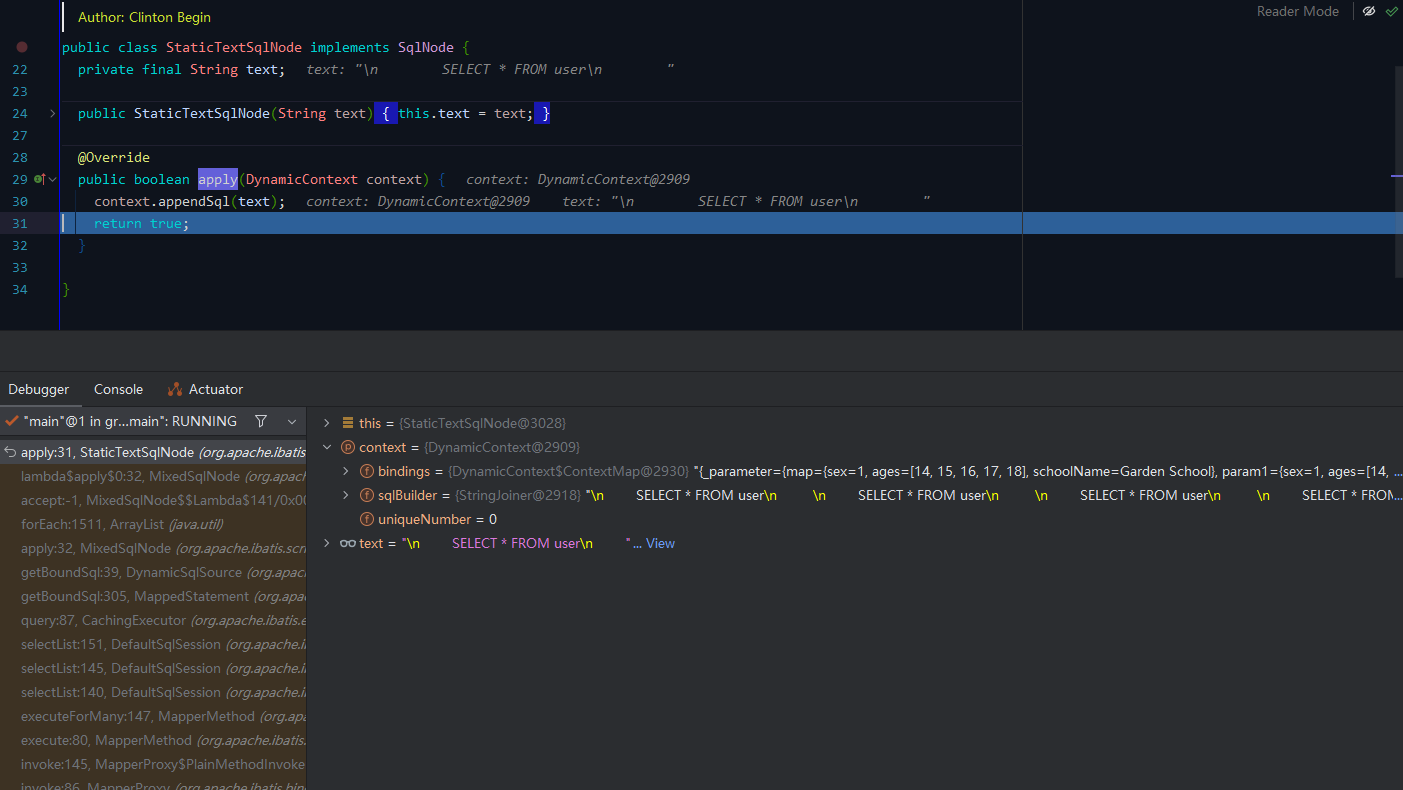 Reader Mode
Author: Clinton Begin
public class StaticTextSqlNode implements SqlNode {
22 private final String text; text: "\n SELECT * FROM user\n "
23
24 public StaticTextSqlNode(String text) { this.text = text; }
27
28 @Override
29 public boolean apply(DynamicContext context) { context: DynamicContext@2909
30 context.appendSql(text); context: DynamicContext@2909 text: "\n SELECT * FROM user\n "
31 return true;
32 }
33
34 }
Debugger Console Actuator
"main"@1 in gr...main": RUNNING
apply:31, StaticTextSqlNode (org.apache.ibatis
lambda$apply$0:32, MixedSqlNode (org.apac
accept:-1, MixedSqlNode$$Lambda$141/0x00
forEach:1511, ArrayList (java.util)
apply:32, MixedSqlNode (org.apache.ibatis.scri
getBoundSql:39, DynamicSqlSource (org.apac
getBoundSql:305, MappedStatement (org.apa
query:87, CachingExecutor (org.apache.ibatis.e
selectList:151, DefaultSqlSession (org.apache.i
selectList:145, DefaultSqlSession (org.apache.i
selectList:140, DefaultSqlSession (org.apache.i
executeForMany:147, MapperMethod (org.apa
execute:80, MapperMethod (org.apache.ibatis.
invoke:145, MapperProxy$PlainMethodInvoke
invoke:86, MapperProxy (org.apache.ibatis.bin
this = {StaticTextSqlNode@3028}
context = {DynamicContext@2909}
bindings = {DynamicContext$ContextMap@2930} "{_parameter={map={sex=1, ages=[14, 15, 16, 17, 18], schoolName=Garden School}, param1={sex=1, ages=[14, ...
sqlBuilder = {StringJoiner@2918} "\n SELECT * FROM user\n \n SELECT * FROM user\n \n SELECT * FROM user\n \n SELECT * FROM...
uniqueNumber = 0
text = "\n SELECT * FROM user\n "... View